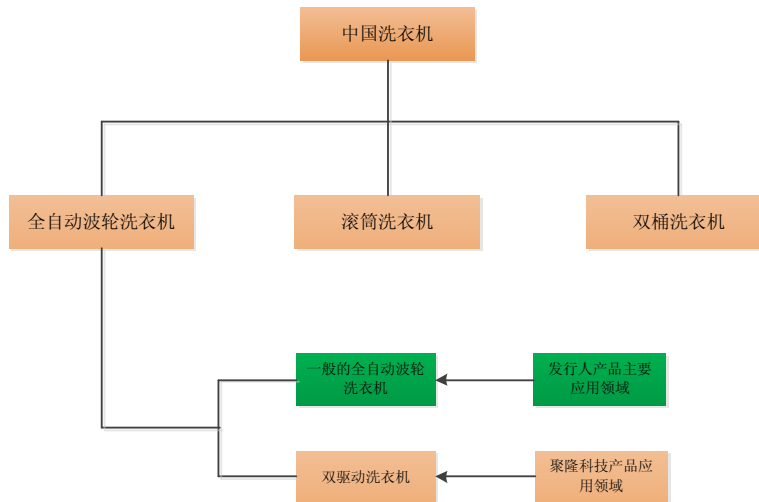 中国洗衣机
全自动波轮洗衣机
滚筒洗衣机
双桶洗衣机
一般的全自动波轮
洗衣机
发行人产品主要
应用领域
双驱动洗衣机
聚隆科技产品应
用领域